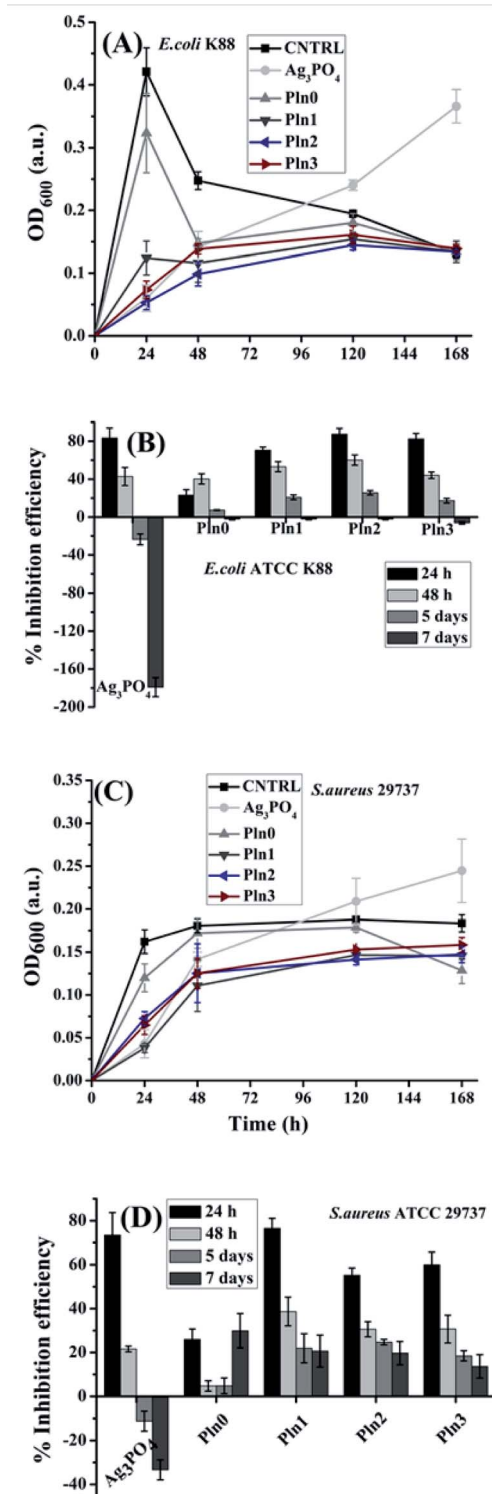 (A)
E.coli K88
CNTRL
Ag₃PO₄
Pln0
Pln1
Pln2
Pln3
OD₆₀₀ (a.u.)
0.5
0.4
0.3
0.2
0.1
0.0
0 24 48 72 96 120 144 168
(B)
% Inhibition efficiency
80
40
0
-40
-80
-120
-160
-200
Pln0 Pln1 Pln2 Pln3
E.coli ATCC K88
24 h
48 h
5 days
7 days
Ag₃PO₄
(C)
S.aureus 29737
CNTRL
Ag₃PO₄
Pln0
Pln1
Pln2
Pln3
OD₆₀₀ (a.u.)
0.35
0.30
0.25
0.20
0.15
0.10
0.05
0.00
0 24 48 72 96 120 144 168
Time (h)
(D)
24 h
48 h
5 days
7 days
S.aureus ATCC 29737
% Inhibition efficiency
80
60
40
20
0
-20
-40
Ag₃PO₄ Pln0 Pln1 Pln2 Pln3